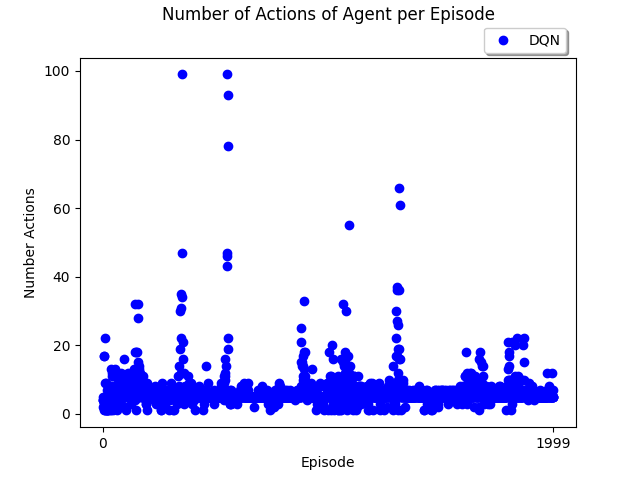 Number of Actions of Agent per Episode
DQN
100
80
60
40
20
0
Number Actions
0 1999
Episode